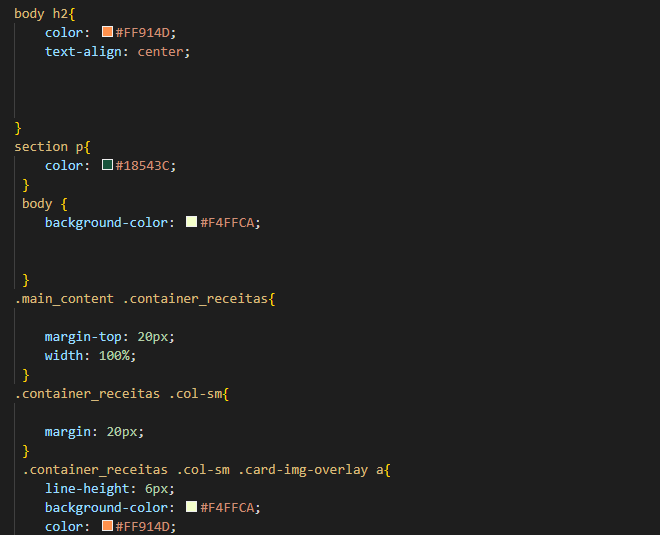 body h2{
color: #FF914D;
text-align: center;
}
section p{
color: #18543C;
}
body {
background-color: #F4FFCA;
}
.main_content .container_receitas{
margin-top: 20px;
width: 100%;
}
.container_receitas .col-sm{
margin: 20px;
}
.container_receitas .col-sm .card-img-overlay a{
line-height: 6px;
background-color: #F4FFCA;
color: #FF914D;